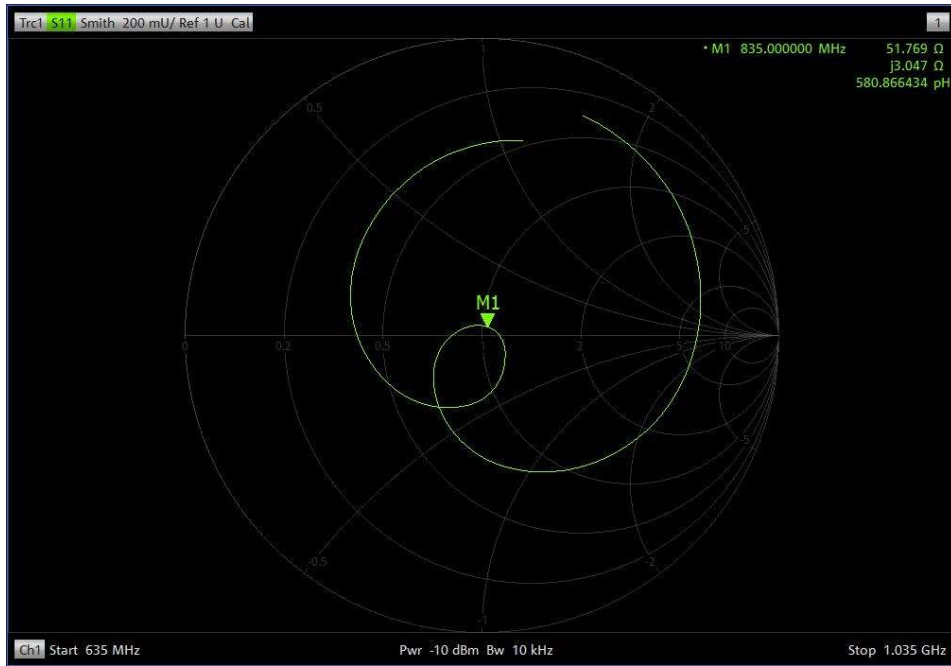 Trc1 S11 Smith 200 mU/ Ref 1 U Cal
1
• M1 835.000000 MHz 51.769 Ω
j3.047 Ω
580.866434 pH
1
0.5
2
5
M1
0 0.2 0.5 1 2 5 10
-5
-0.5
-2
-1
Ch1 Start 635 MHz Pwr -10 dBm Bw 10 kHz Stop 1.035 GHz